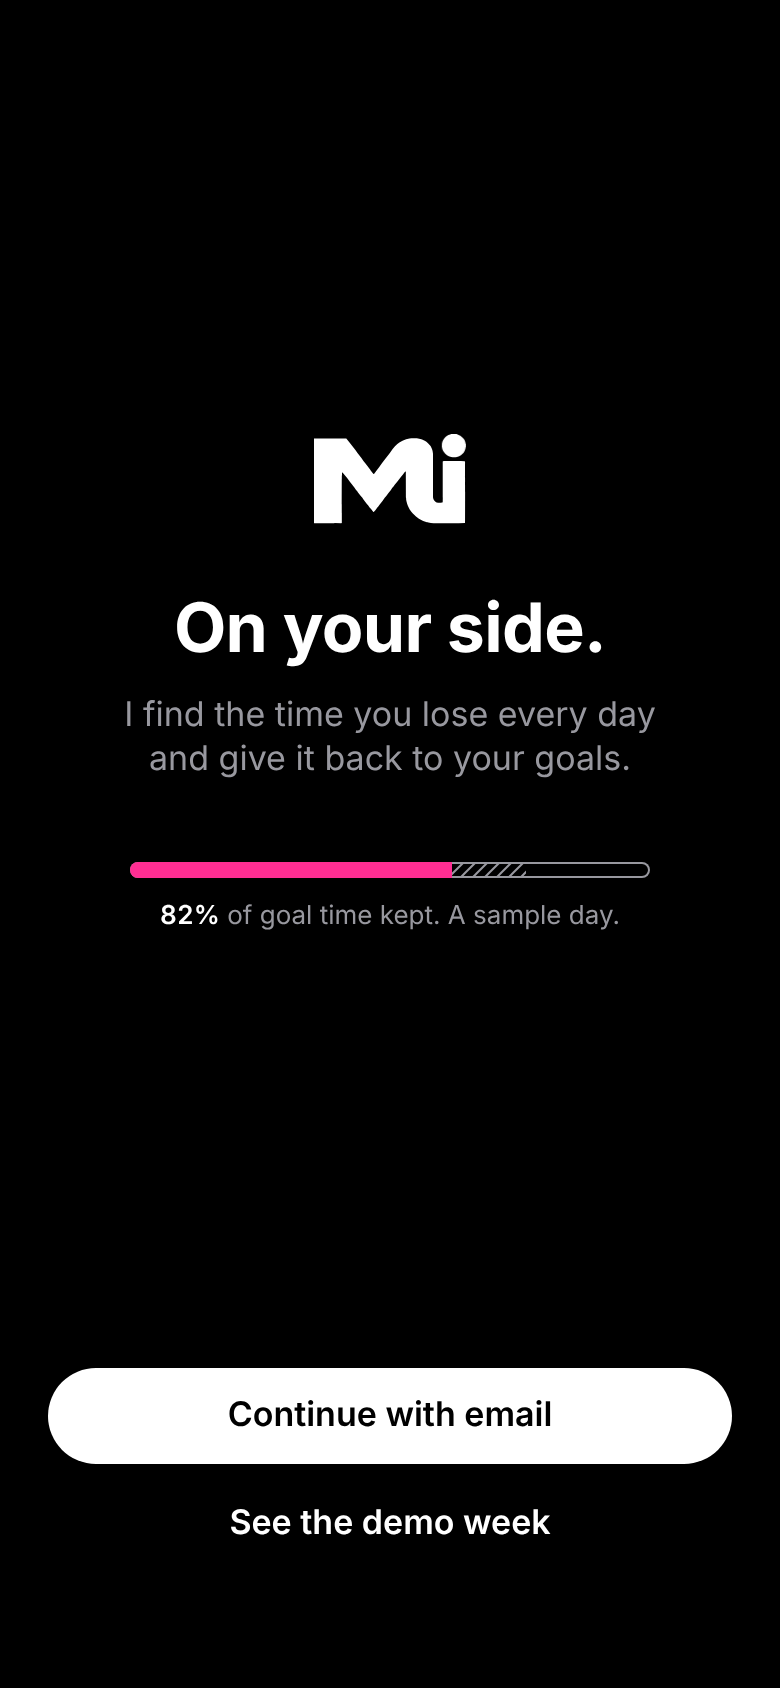 Mi
On your side.
I find the time you lose every day
and give it back to your goals.
82% of goal time kept. A sample day.
Continue with email
See the demo week